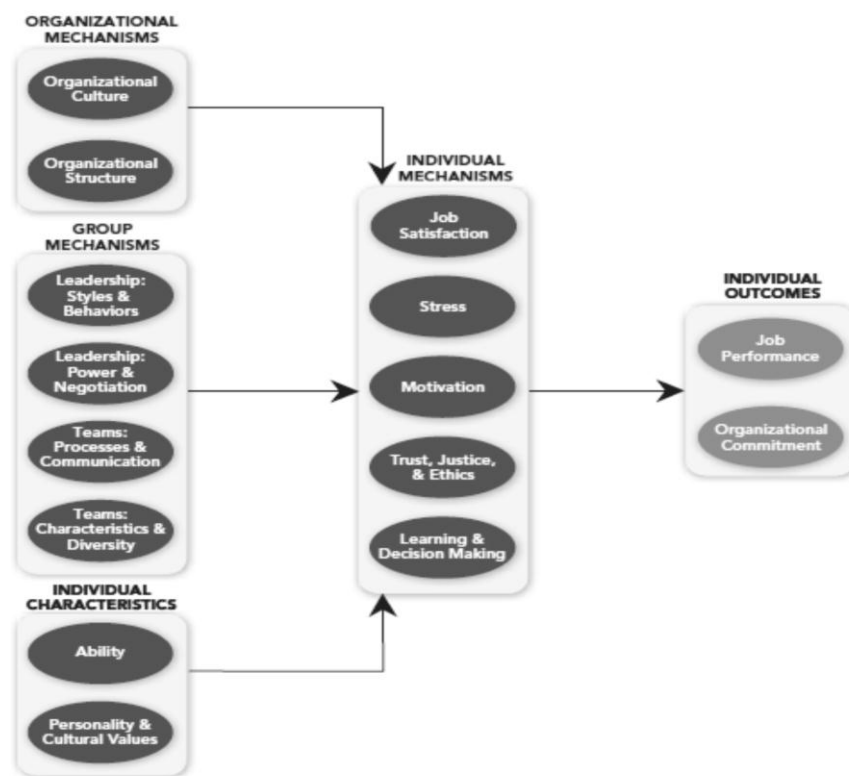 ORGANIZATIONAL
MECHANISMS
Organizational
Culture
Organizational
Structure
GROUP
MECHANISMS
Leadership:
Styles &
Behaviors
Leadership:
Power &
Negotiation
Teams:
Processes &
Communication
Teams:
Characteristics &
Diversity
INDIVIDUAL
CHARACTERISTICS
Ability
Personality &
Cultural Values
INDIVIDUAL
MECHANISMS
Job
Satisfaction
Stress
Motivation
Trust, Justice,
& Ethics
Learning &
Decision Making
INDIVIDUAL
OUTCOMES
Job
Performance
Organizational
Commitment